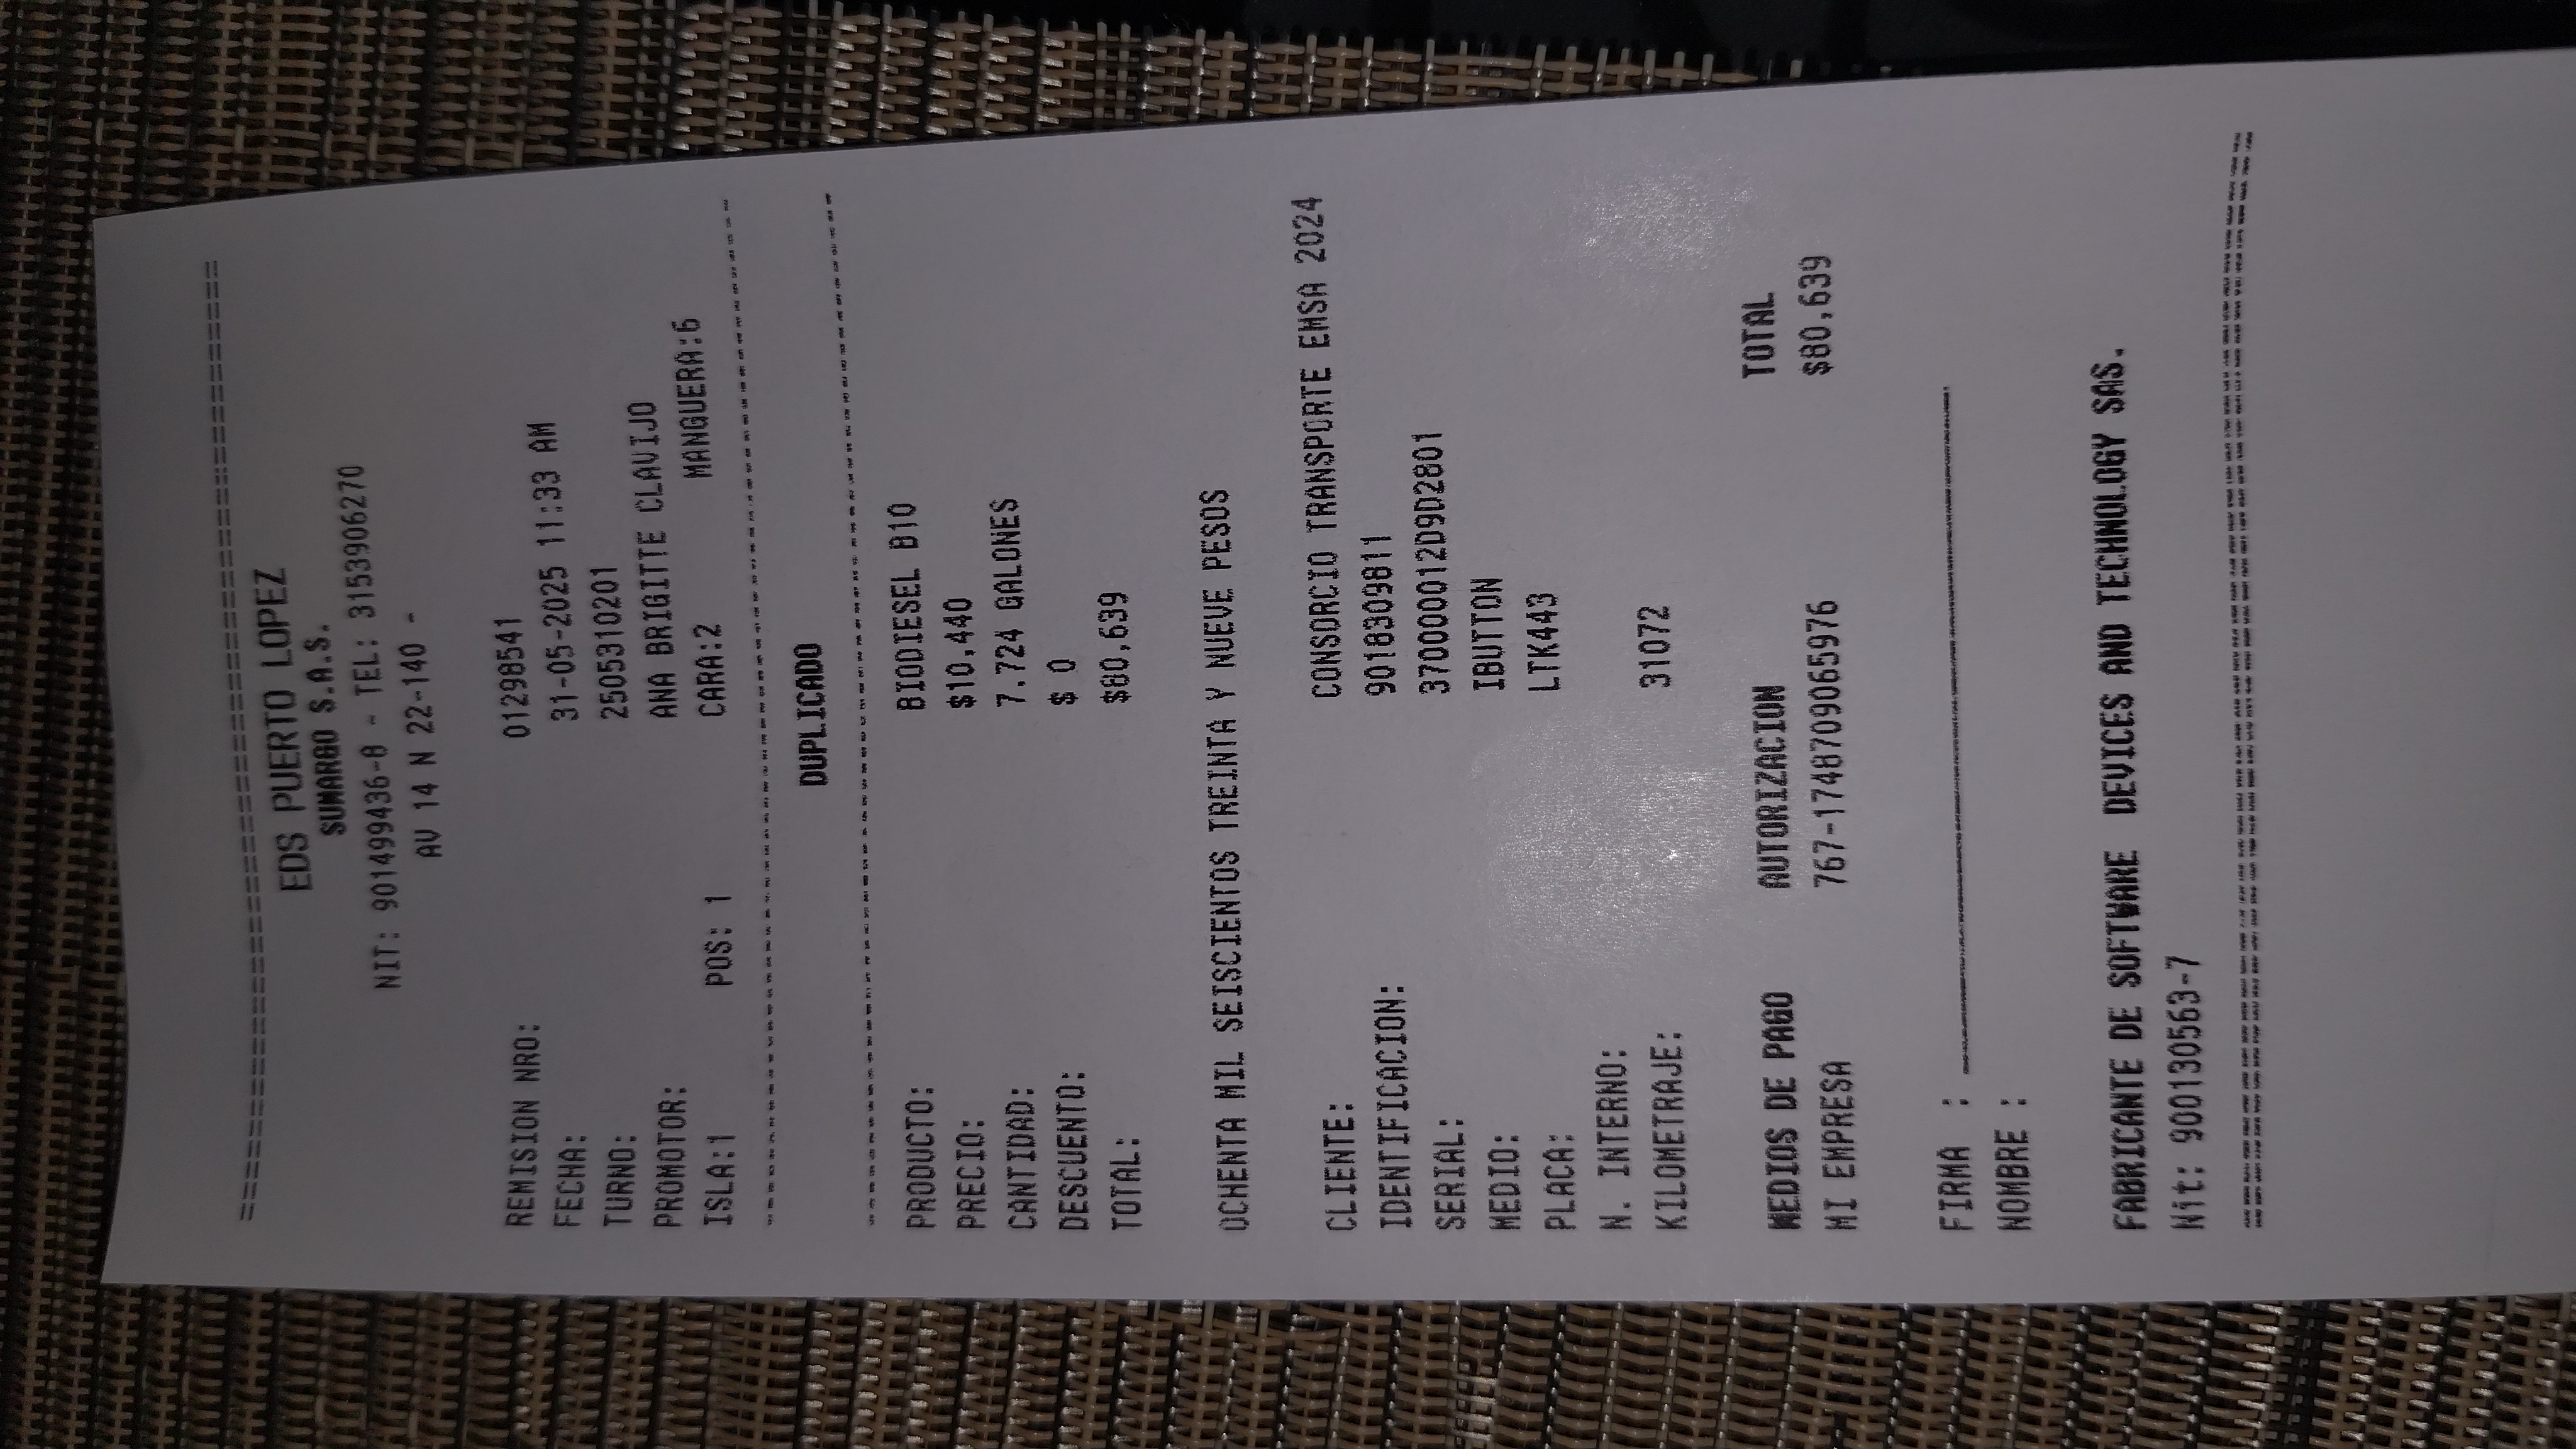 ================================================
EDS PUERTO LOPEZ
SUMARGO S.A.S.
NIT: 901499436-8 - TEL: 3153906270
AV 14 N 22-140 -
REMISION NRO: 01298541
FECHA: 31-05-2025 11:33 AM
TURNO: 2505310201
PROMOTOR: ANA BRIGITTE CLAVIJO
ISLA:1 POS: 1 CARA:2 MANGUERA:6
------------------------------------------------
DUPLICADO
------------------------------------------------
PRODUCTO: BIODIESEL B10
PRECIO: $10,440
CANTIDAD: 7.724 GALONES
DESCUENTO: $ 0
TOTAL: $80,639
OCHENTA MIL SEISCIENTOS TREINTA Y NUEVE PESOS
CLIENTE: CONSORCIO TRANSPORTE EMSA 2024
IDENTIFICACION: 9018309811
SERIAL: 370000012D9D2801
MEDIO: IBUTTON
PLACA: LTK443
N. INTERNO:
KILOMETRAJE: 31072
MEDIOS DE PAGO AUTORIZACION TOTAL
MI EMPRESA 767-1748709065976 $80,639
FIRMA : ______________________________
NOMBRE :
FABRICANTE DE SOFTWARE DEVICES AND TECHNOLOGY SAS.
Nit: 900130563-7
================================================